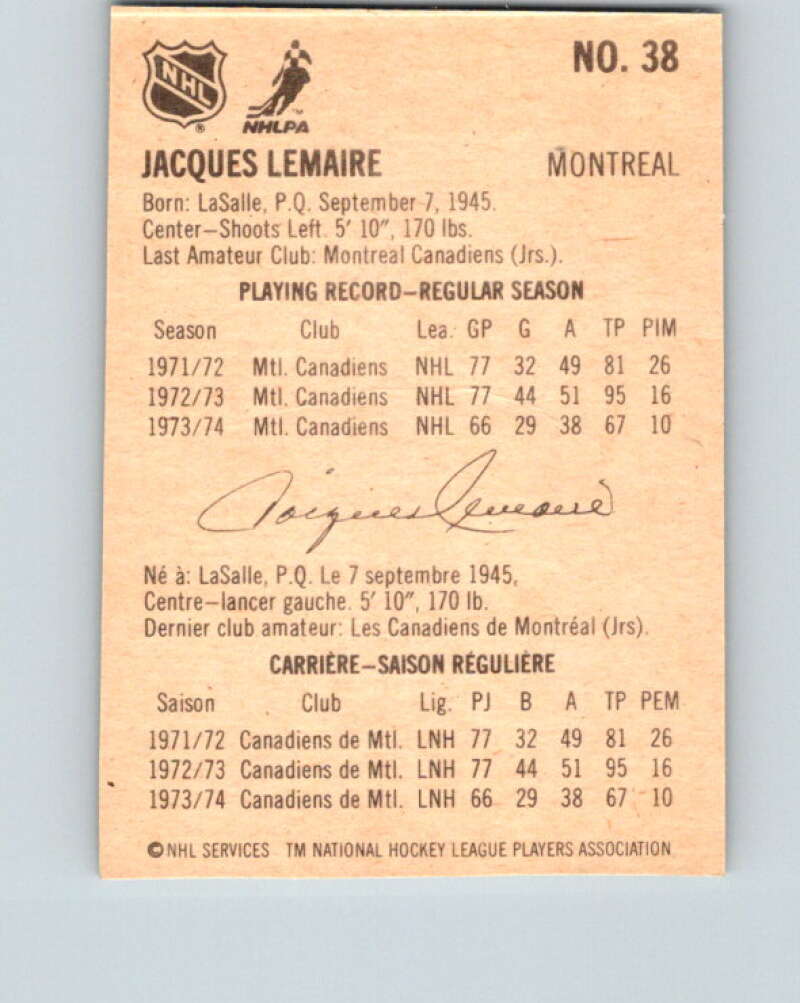 NO. 38
NHL ®
NHLPA ™
JACQUES LEMAIRE MONTREAL
Born: LaSalle, P.Q. September 7, 1945.
Center–Shoots Left. 5′ 10″, 170 lbs.
Last Amateur Club: Montreal Canadiens (Jrs.).
PLAYING RECORD–REGULAR SEASON
Season Club Lea. GP G A TP PIM
1971/72 Mtl. Canadiens NHL 77 32 49 81 26
1972/73 Mtl. Canadiens NHL 77 44 51 95 16
1973/74 Mtl. Canadiens NHL 66 29 38 67 10
Jacques Lemaire
Né à: LaSalle, P.Q. Le 7 septembre 1945,
Centre–lancer gauche. 5′ 10″, 170 lb.
Dernier club amateur: Les Canadiens de Montréal (Jrs).
CARRIÈRE–SAISON RÉGULIÈRE
Saison Club Lig. PJ B A TP PEM
1971/72 Canadiens de Mtl. LNH 77 32 49 81 26
1972/73 Canadiens de Mtl. LNH 77 44 51 95 16
1973/74 Canadiens de Mtl. LNH 66 29 38 67 10
© NHL SERVICES TM NATIONAL HOCKEY LEAGUE PLAYERS ASSOCIATION